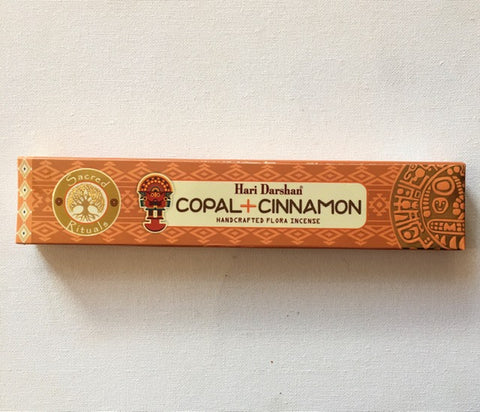 Sacred
Rituals
Hari Darshan®
COPAL+CINNAMON
HANDCRAFTED FLORA INCENSE